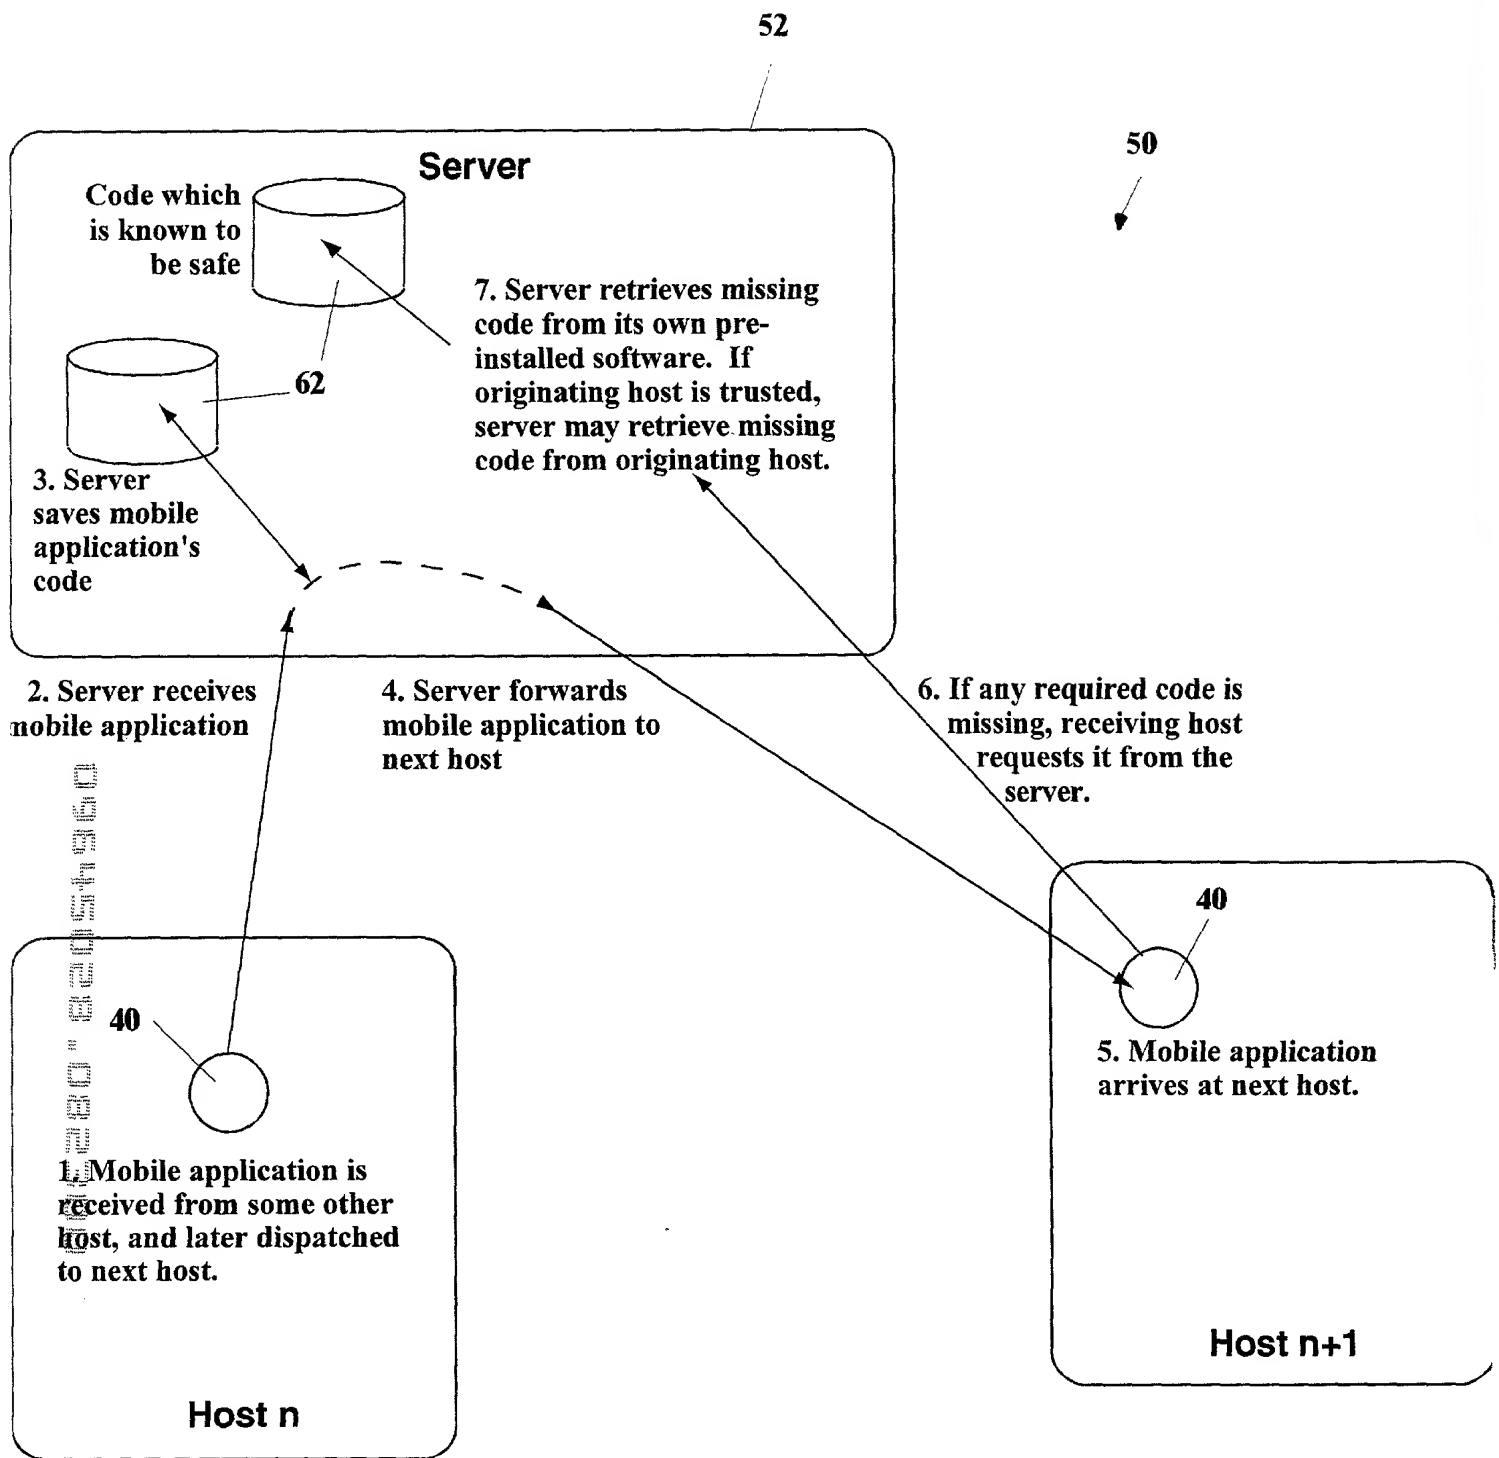 52
50
Server
Code which
is known to
be safe
7. Server retrieves missing
code from its own pre-
installed software. If
originating host is trusted,
server may retrieve missing
code from originating host.
62
3. Server
saves mobile
application's
code
2. Server receives
mobile application
4. Server forwards
mobile application to
next host
6. If any required code is
missing, receiving host
requests it from the
server.
40
5. Mobile application
arrives at next host.
Host n+1
40
1. Mobile application is
received from some other
host, and later dispatched
to next host.
Host n